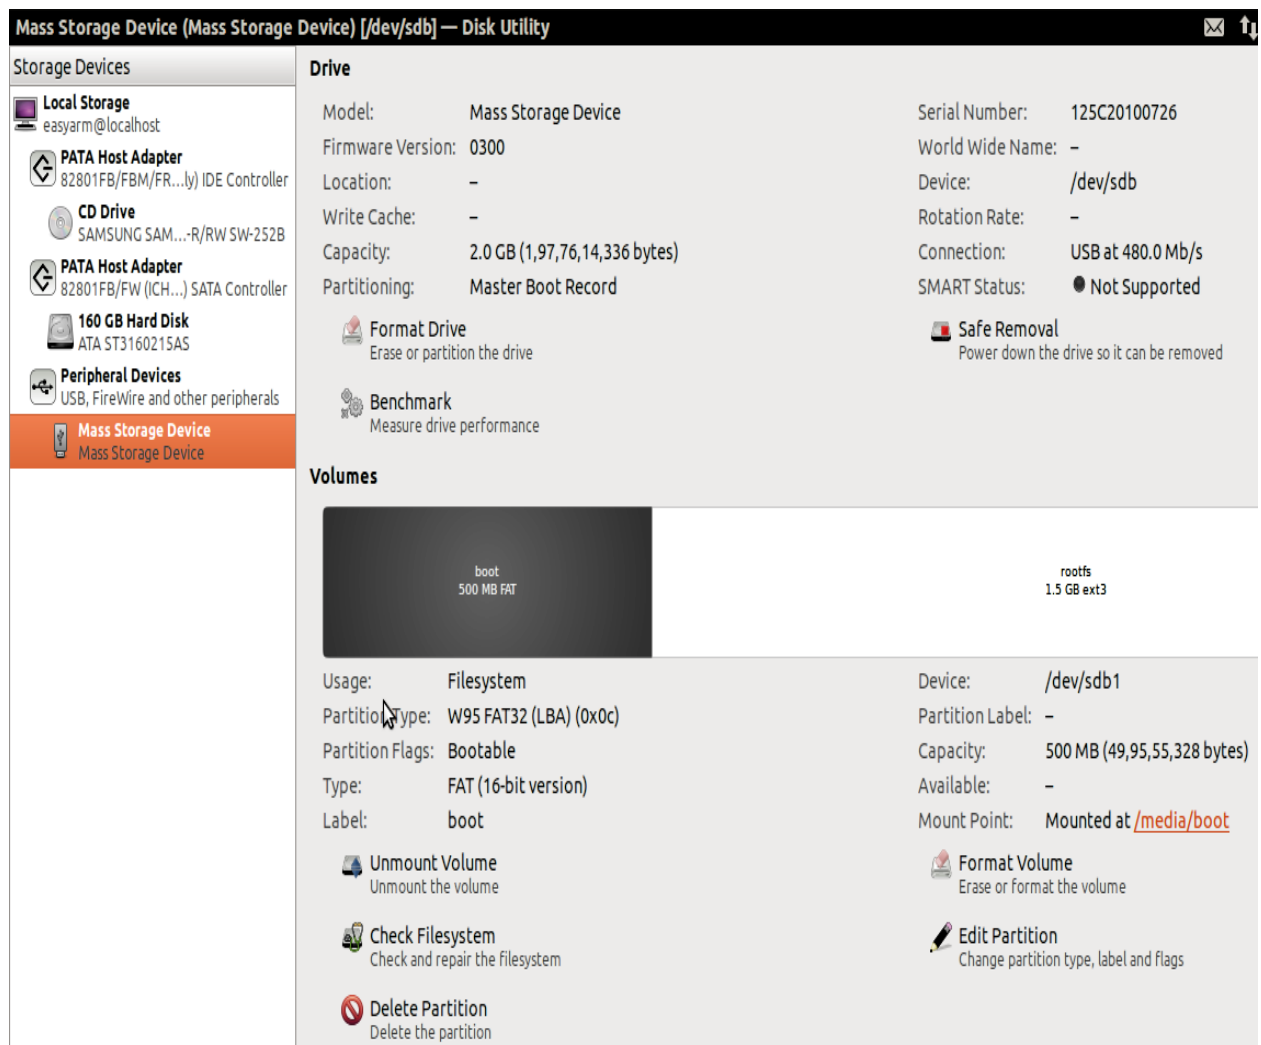 Mass Storage Device (Mass Storage Device) [/dev/sdb] — Disk Utility
Storage Devices
Local Storage
easyarm@localhost
PATA Host Adapter
82801FB/FBM/FR...ly) IDE Controller
CD Drive
SAMSUNG SAM...-R/RW SW-252B
PATA Host Adapter
82801FB/FW (ICH...) SATA Controller
160 GB Hard Disk
ATA ST3160215AS
Peripheral Devices
USB, FireWire and other peripherals
Mass Storage Device
Mass Storage Device
Drive
Model: Mass Storage Device
Serial Number: 125C20100726
Firmware Version: 0300
World Wide Name: –
Location: –
Device: /dev/sdb
Write Cache: –
Rotation Rate: –
Capacity: 2.0 GB (1,97,76,14,336 bytes)
Connection: USB at 480.0 Mb/s
Partitioning: Master Boot Record
SMART Status: Not Supported
Format Drive
Erase or partition the drive
Safe Removal
Power down the drive so it can be removed
Benchmark
Measure drive performance
Volumes
boot
500 MB FAT
rootfs
1.5 GB ext3
Usage: Filesystem
Device: /dev/sdb1
Partition Type: W95 FAT32 (LBA) (0x0c)
Partition Label: –
Partition Flags: Bootable
Capacity: 500 MB (49,95,55,328 bytes)
Type: FAT (16-bit version)
Available: –
Label: boot
Mount Point: Mounted at /media/boot
Unmount Volume
Unmount the volume
Format Volume
Erase or format the volume
Check Filesystem
Check and repair the filesystem
Edit Partition
Change partition type, label and flags
Delete Partition
Delete the partition